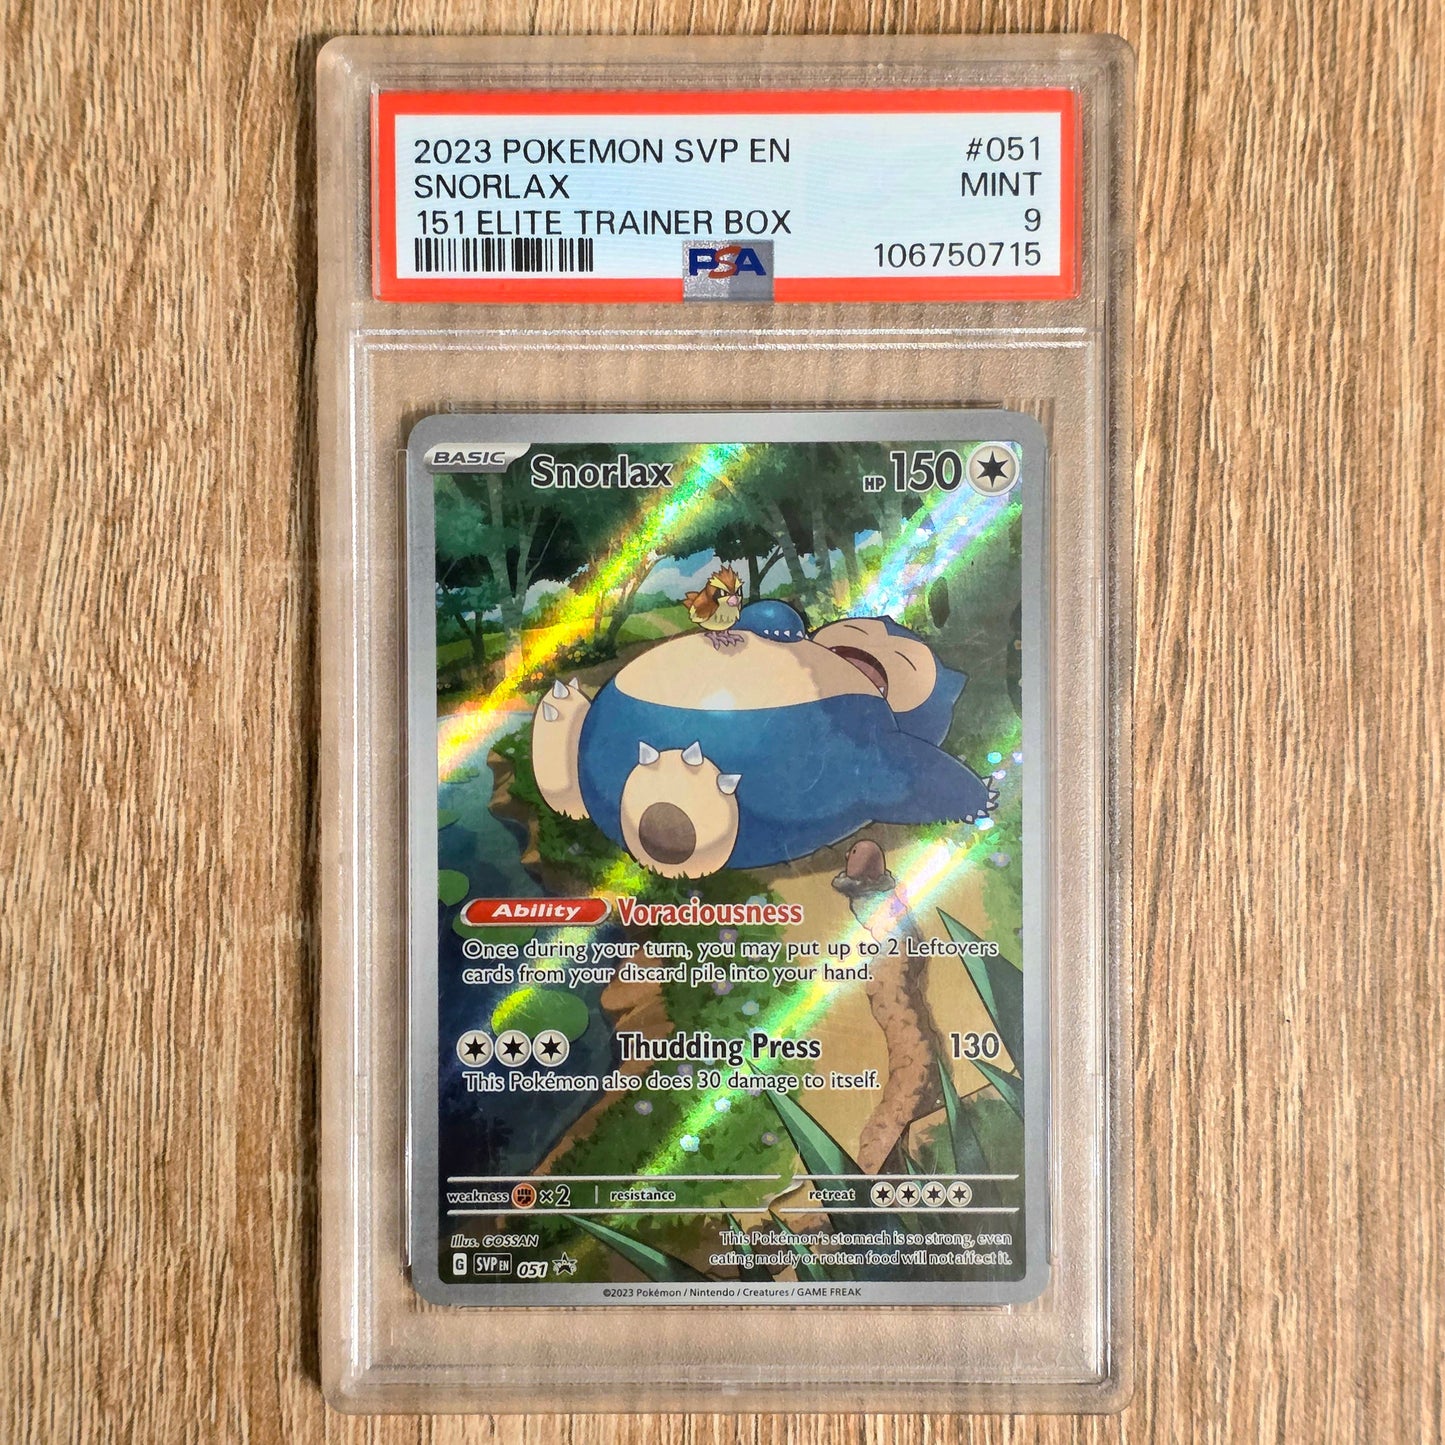 2023 POKEMON SVP EN #051
SNORLAX MINT
151 ELITE TRAINER BOX 9
PSA 106750715
BASIC Snorlax HP 150
Ability Voraciousness
Once during your turn, you may put up to 2 Leftovers
cards from your discard pile into your hand.
Thudding Press 130
This Pokémon also does 30 damage to itself.
weakness ×2 resistance retreat
Illus. GOSSAN
This Pokémon's stomach is so strong, even
eating moldy or rotten food will not affect it.
G SVP EN 051
©2023 Pokémon / Nintendo / Creatures / GAME FREAK